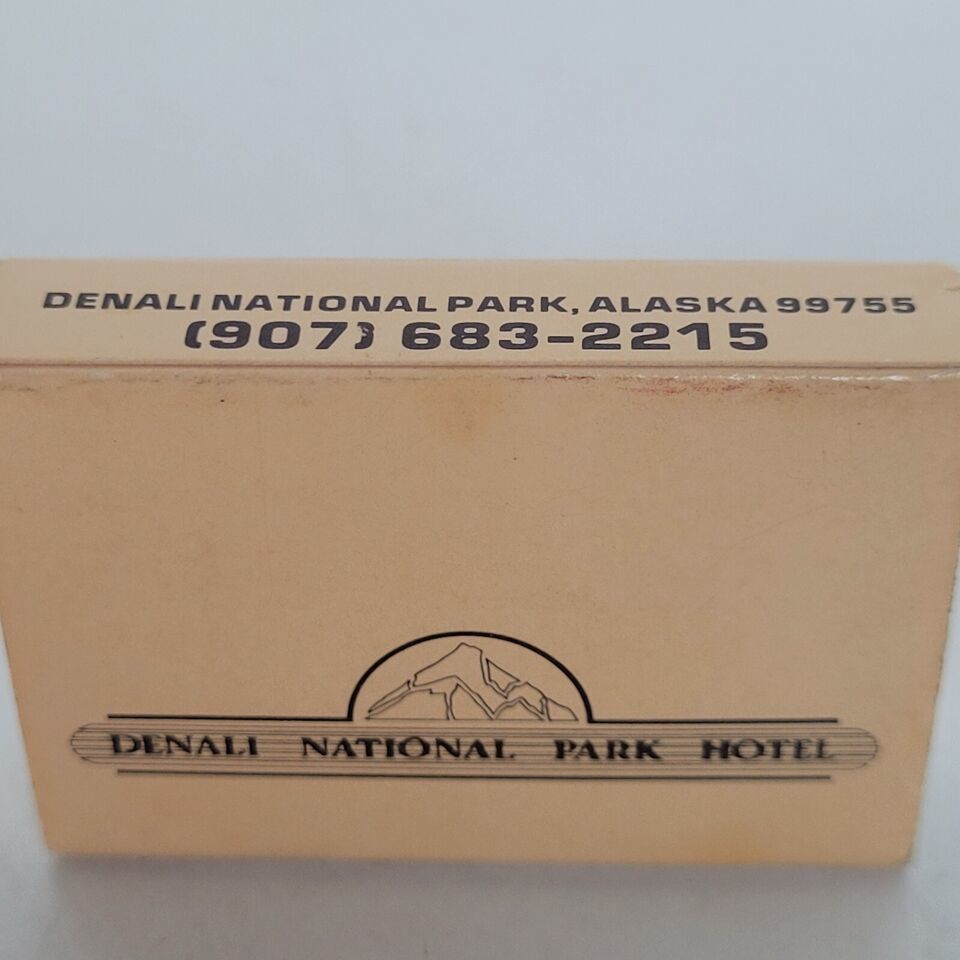 DENALI NATIONAL PARK, ALASKA 99755
(907) 683-2215
DENALI NATIONAL PARK HOTEL